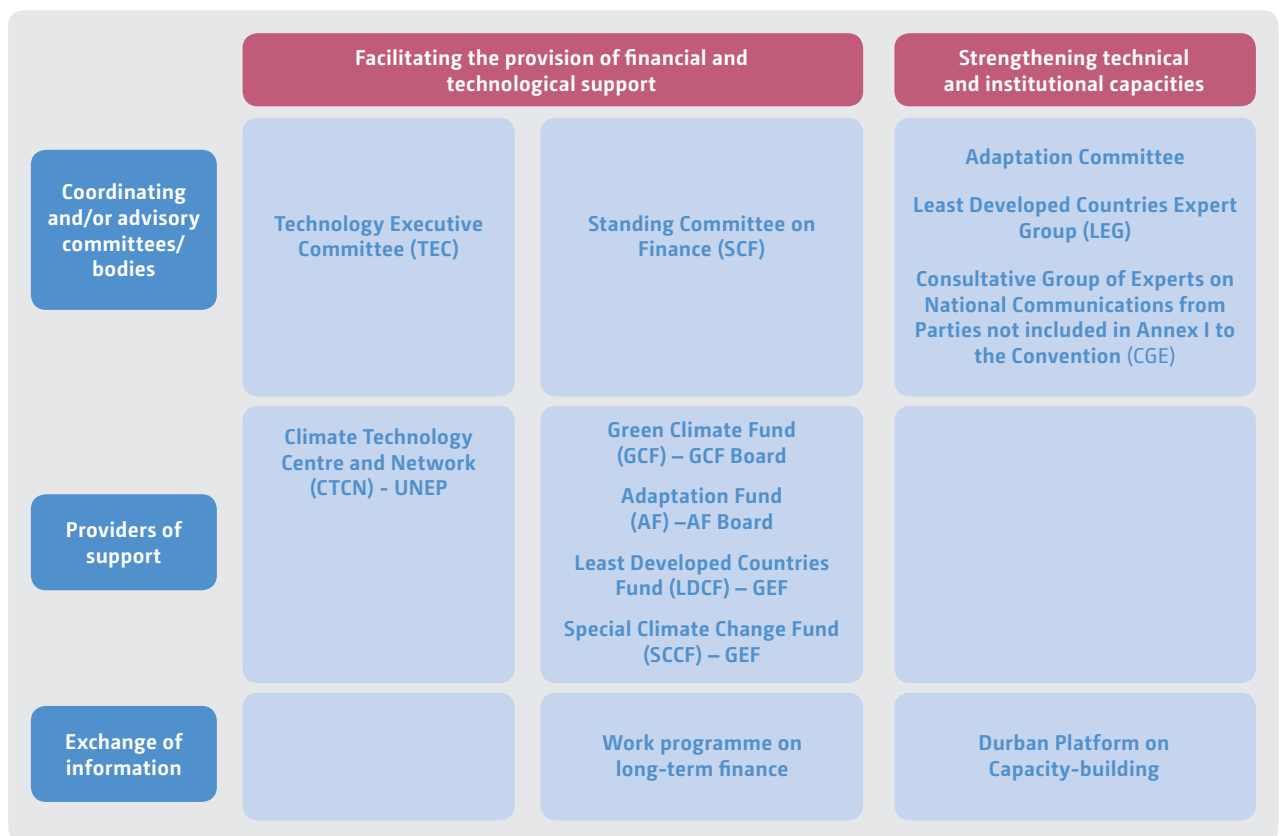 Facilitating the provision of financial and
technological support
Strengthening technical
and institutional capacities
Coordinating
and/or advisory
committees/
bodies
Technology Executive
Committee (TEC)
Standing Committee on
Finance (SCF)
Adaptation Committee
Least Developed Countries Expert
Group (LEG)
Consultative Group of Experts on
National Communications from
Parties not included in Annex I to
the Convention (CGE)
Providers of
support
Climate Technology
Centre and Network
(CTCN) - UNEP
Green Climate Fund
(GCF) – GCF Board
Adaptation Fund
(AF) –AF Board
Least Developed Countries
Fund (LDCF) – GEF
Special Climate Change Fund
(SCCF) – GEF
Exchange of
information
Work programme on
long-term finance
Durban Platform on
Capacity-building